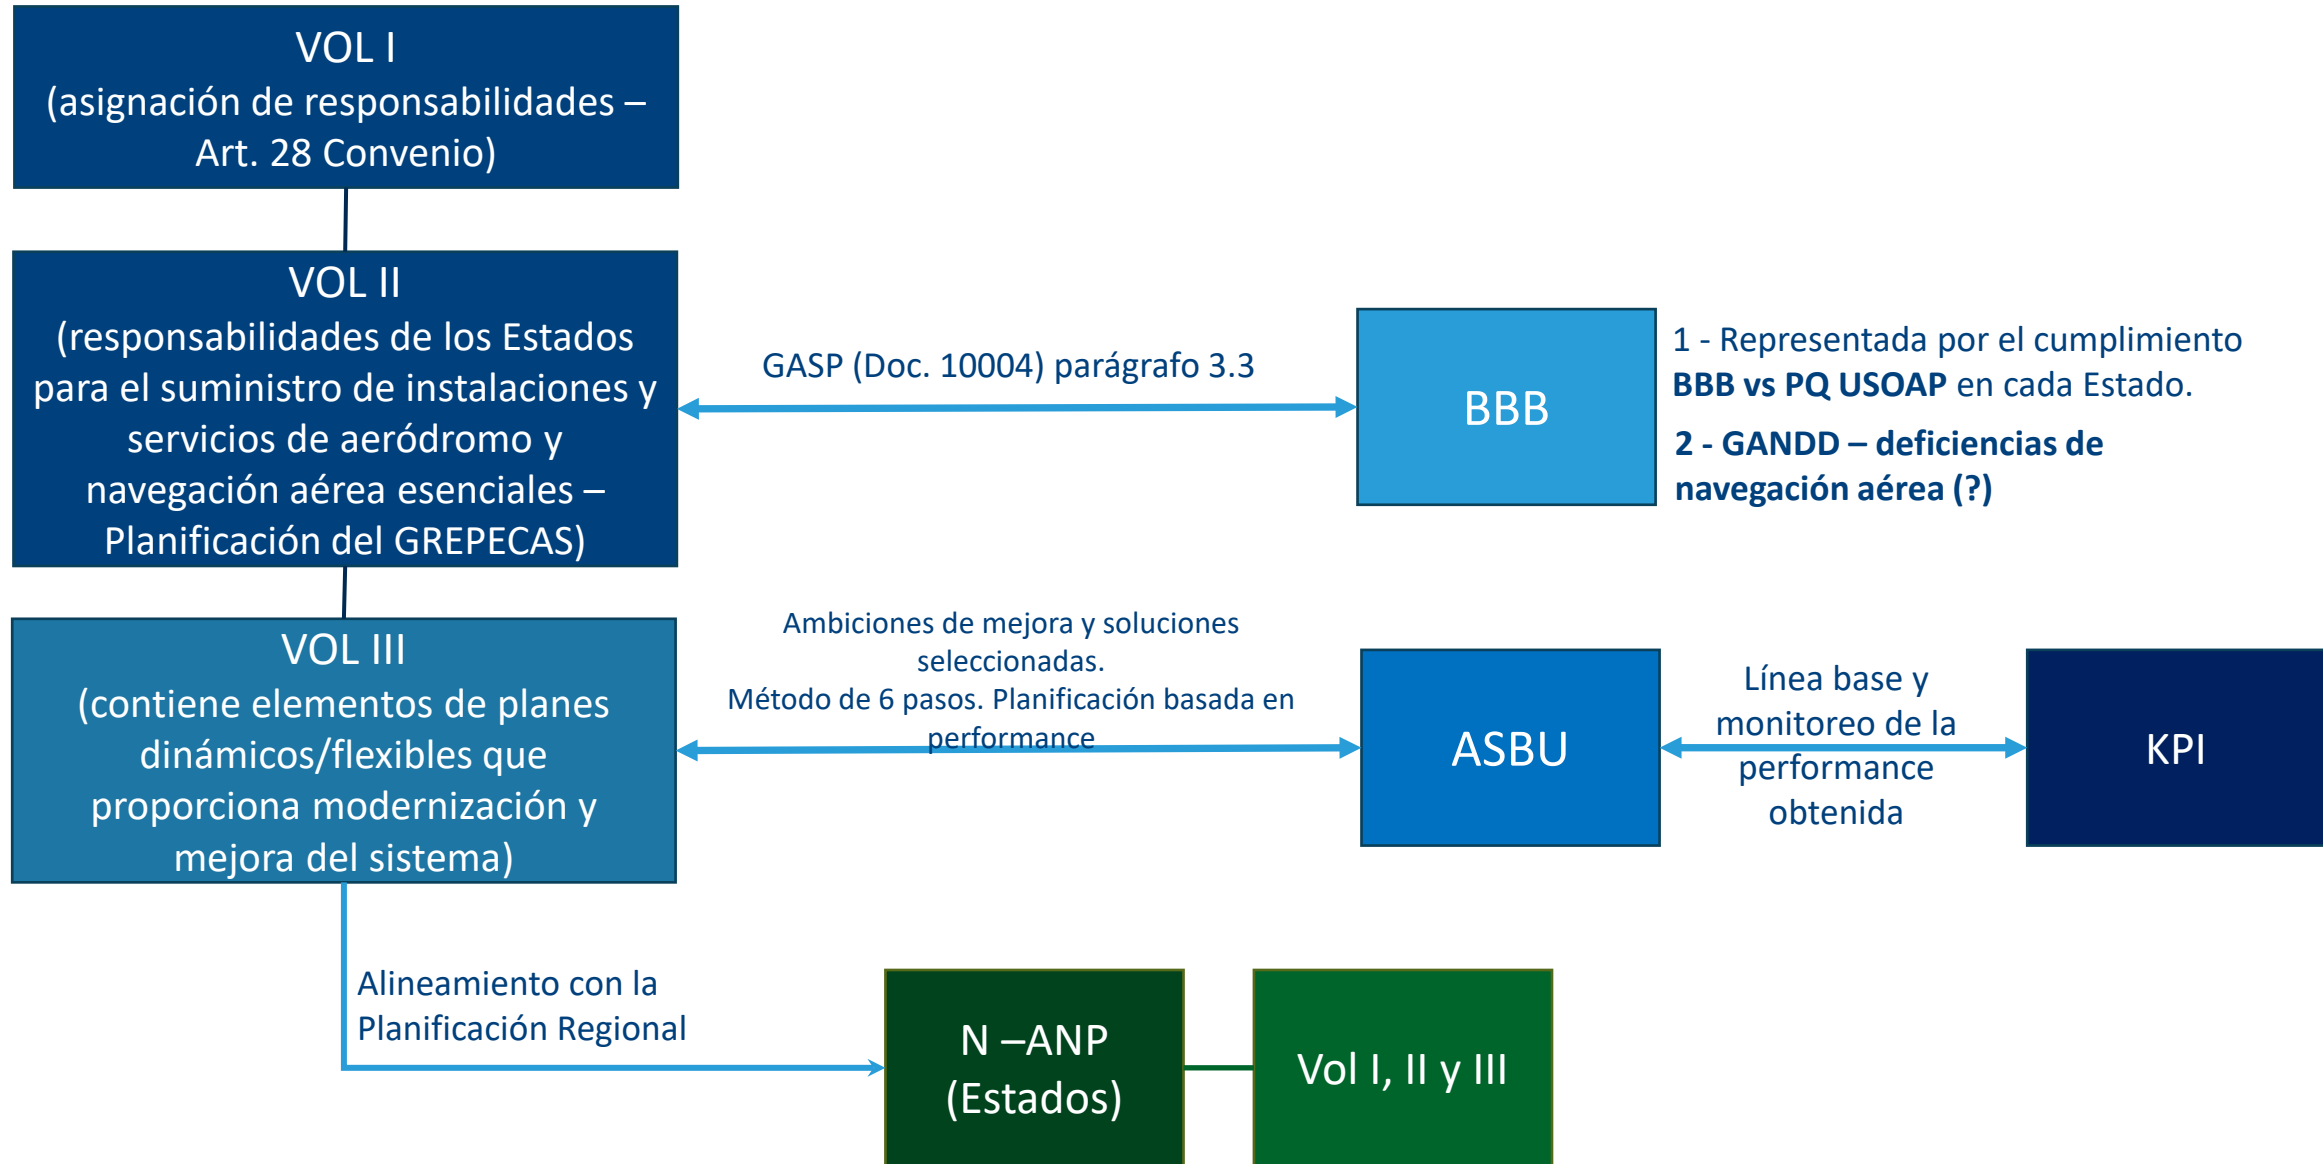 VOL I
(asignación de responsabilidades –
Art. 28 Convenio)
VOL II
(responsabilidades de los Estados
para el suministro de instalaciones y
servicios de aeródromo y
navegación aérea esenciales –
Planificación del GREPECAS)
GASP (Doc. 10004) parágrafo 3.3
BBB
1 - Representada por el cumplimiento
BBB vs PQ USOAP en cada Estado.
2 - GANDD – deficiencias de
navegación aérea (?)
VOL III
(contiene elementos de planes
dinámicos/flexibles que
proporciona modernización y
mejora del sistema)
Ambiciones de mejora y soluciones
seleccionadas.
Método de 6 pasos. Planificación basada en
performance
ASBU
Línea base y
monitoreo de la
performance
obtenida
KPI
Alineamiento con la
Planificación Regional
N –ANP
(Estados)
Vol I, II y III